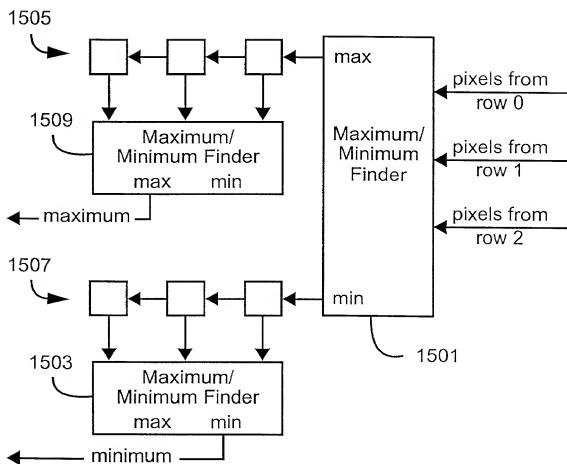 1505
max
pixels from
row 0
1509
Maximum/
Minimum Finder
max min
Maximum/
Minimum
Finder
pixels from
row 1
maximum
pixels from
row 2
1507
min
1501
1503
Maximum/
Minimum Finder
max min
minimum